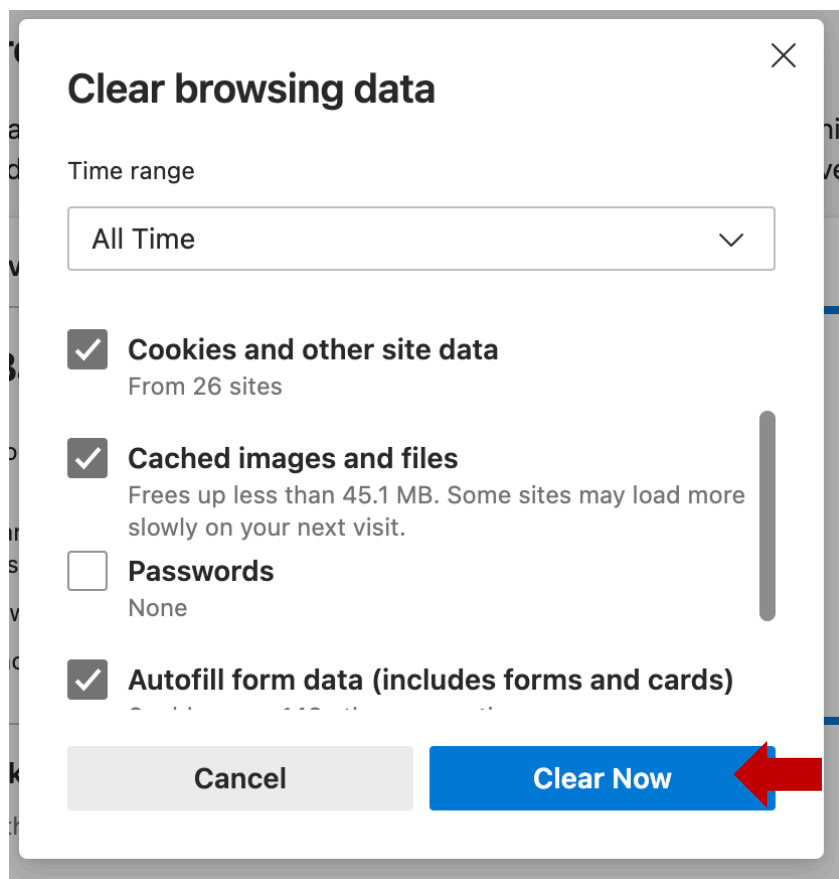 Clear browsing data
Time range
All Time
Cookies and other site data
From 26 sites
Cached images and files
Frees up less than 45.1 MB. Some sites may load more
slowly on your next visit.
Passwords
None
Autofill form data (includes forms and cards)
Cancel
Clear Now